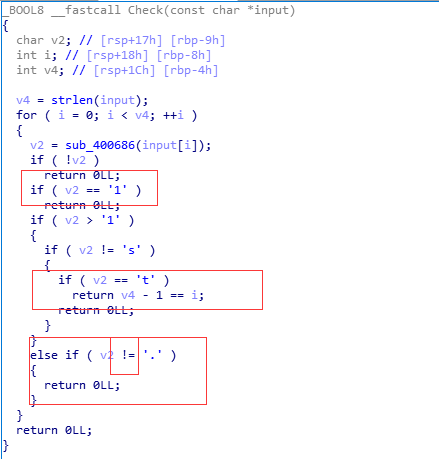 _BOOL8 __fastcall Check(const char *input)
{
  char v2; // [rsp+17h] [rbp-9h]
  int i; // [rsp+18h] [rbp-8h]
  int v4; // [rsp+1Ch] [rbp-4h]

  v4 = strlen(input);
  for ( i = 0; i < v4; ++i )
  {
    v2 = sub_400686(input[i]);
    if ( !v2 )
      return 0LL;
    if ( v2 == '1' )
      return 0LL;
    if ( v2 > '1' )
    {
      if ( v2 != 's' )
      {
        if ( v2 == 't' )
          return v4 - 1 == i;
        return 0LL;
      }
    }
    else if ( v2 != '.' )
    {
      return 0LL;
    }
  }
  return 0LL;
}